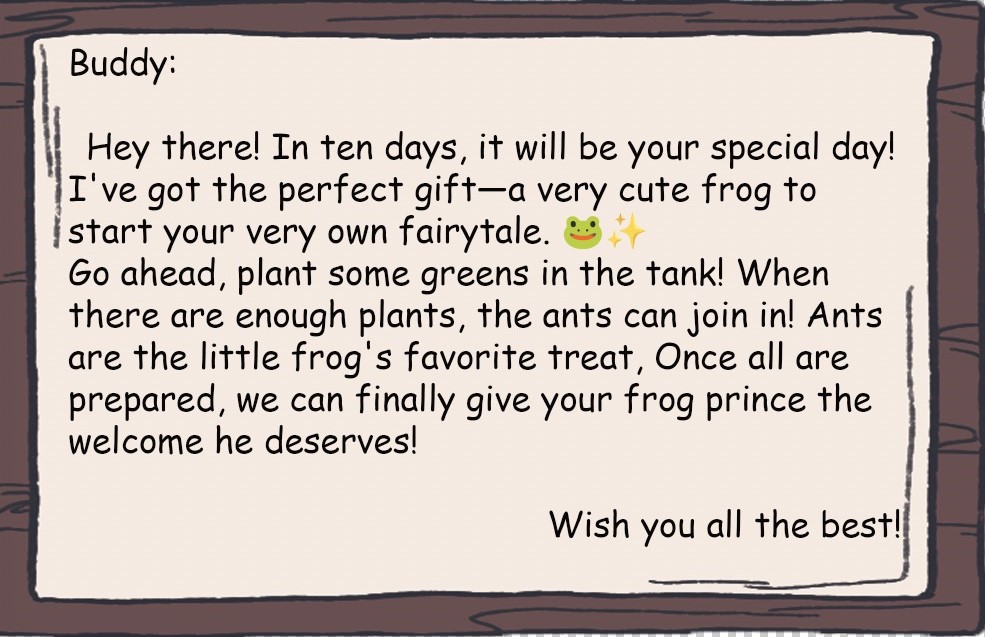 Buddy:
Hey there! In ten days, it will be your special day!
I've got the perfect gift—a very cute frog to
start your very own fairytale. 🐸✨
Go ahead, plant some greens in the tank! When
there are enough plants, the ants can join in! Ants
are the little frog's favorite treat, Once all are
prepared, we can finally give your frog prince the
welcome he deserves!
Wish you all the best!